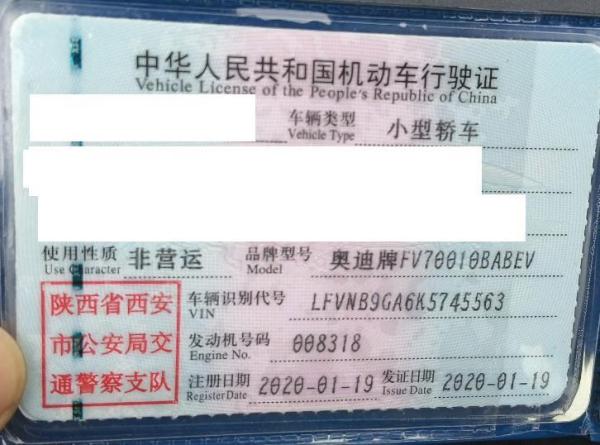 中华人民共和国机动车行驶证
Vehicle License of the People's Republic of China
车辆类型 小型轿车
Vehicle Type
使用性质 非营运 品牌型号 奥迪牌FV70010BABEV
Use Character Model
陕西省西安
市公安局交
通警察支队
车辆识别代号 LFVNB9GA6K5745563
VIN
发动机号码 008318
Engine No.
注册日期 2020-01-19 发证日期 2020-01-19
Register Date Issue Date